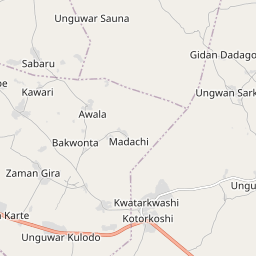 Unguwar Sauna
Gidan Dadago
Sabaru
Kawari
Ungwan Sark
Awala
Bakwonta
Madachi
Zaman Gira
Ungu
Kwatarkwashi
Karte
Kotorkoshi
Unguwar Kulodo